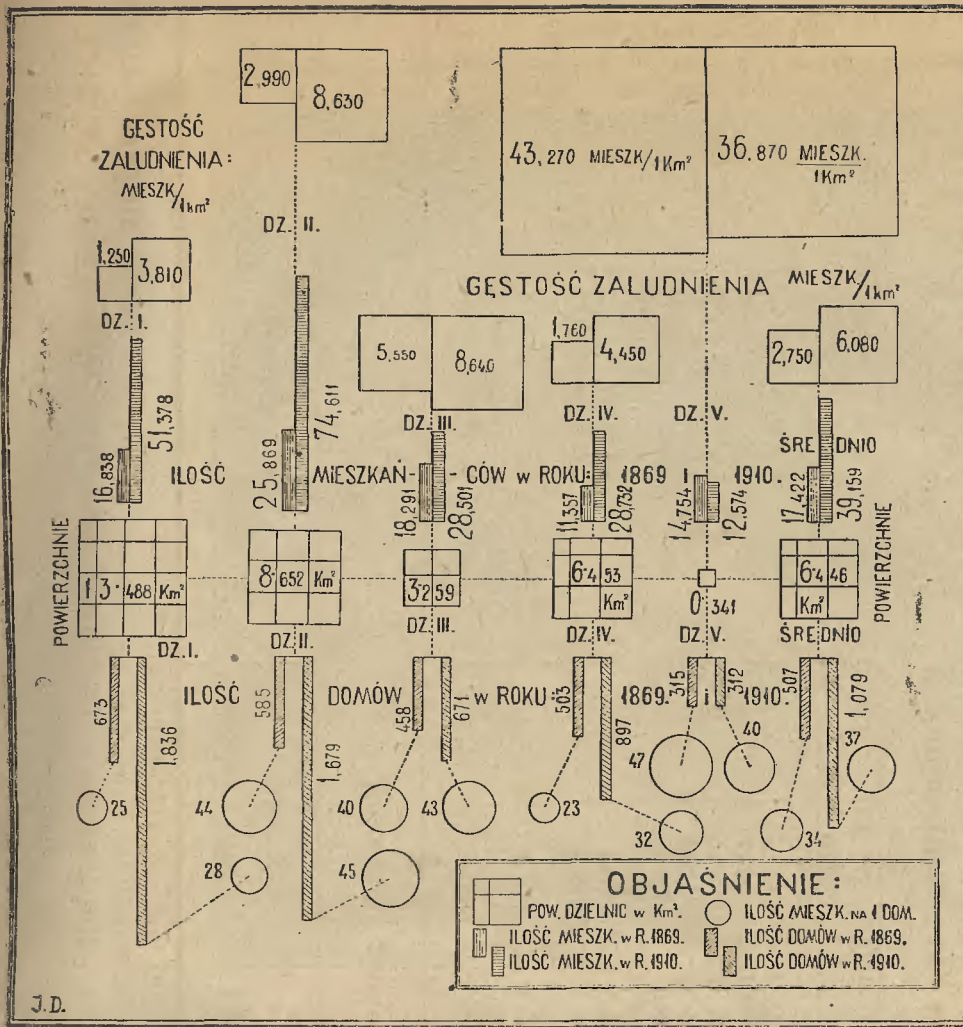 2,990
8,630
GĘSTOŚĆ
ZALUDNIENIA:
MIESZK/1km²
43,270 MIESZK/1Km²
36.870 MIESZK.
1Km²
DZ. II.
1,250
3,810
GĘSTOŚĆ ZALUDNIENIA MIESZK/1km²
DZ. I.
5.550
8,640
1,760
4,450
2,750
6.080
DZ. III.
DZ. IV.
DZ. V.
ŚREDNIO
16,838
51,378
25,869
74,611
18,291
28,501
11,357
28,732
14,754
12,574
17,422
39,159
ILOŚĆ MIESZKAŃ- -CÓW w ROKU: 1869 I 1910.
POWIERZCHNIE
13·488 Km²
8·652 Km²
3·259
6·453
Km²
0·341
6·446
Km²
POWIERZCHNIE
DZ. I.
DZ. II.
DZ. III.
DZ. IV.
DZ. V.
ŚREDNIO
ILOŚĆ DOMÓW w ROKU: 1869. i 1910.
673
1,836
585
1,679
458
671
503
897
315
312
507
1,079
25
28
44
45
40
43
23
32
47
40
34
37
OBJAŚNIENIE:
POW. DZIELNIC w Km².
ILOŚĆ MIESZK. NA 1 DOM.
ILOŚĆ MIESZK. w R. 1869.
ILOŚĆ DOMÓW w R. 1869.
ILOŚĆ MIESZK. w R. 1910.
ILOŚĆ DOMÓW w R. 1910.
J.D.